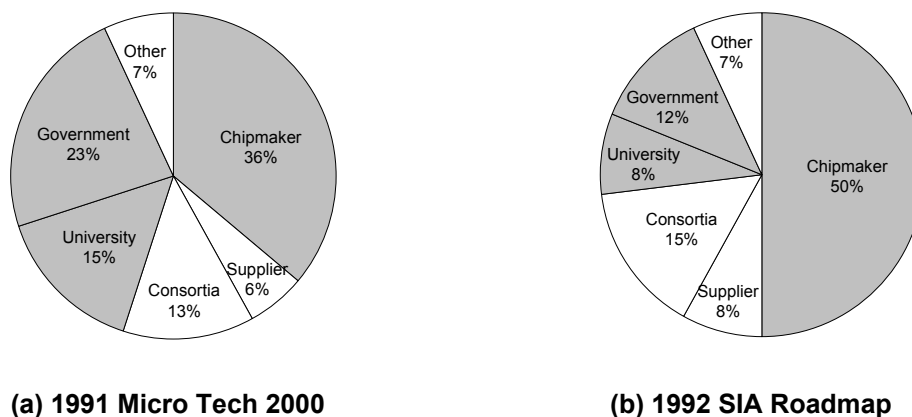 Other
7%
Chipmaker
36%
Supplier
6%
Consortia
13%
University
15%
Government
23%
(a) 1991 Micro Tech 2000
Other
7%
Chipmaker
50%
Supplier
8%
Consortia
15%
University
8%
Government
12%
(b) 1992 SIA Roadmap